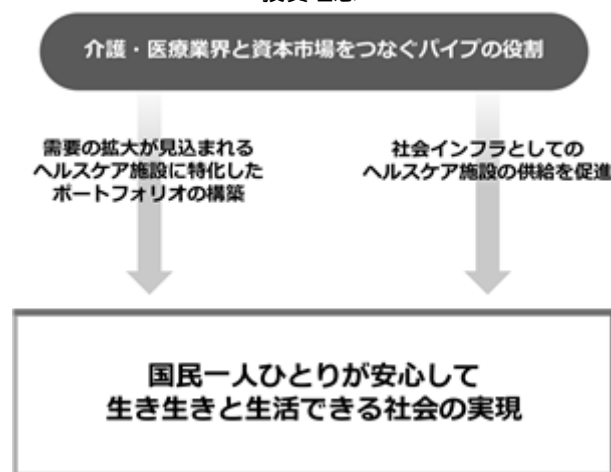 介護・医療業界と資本市場をつなぐパイプの役割
需要の拡大が見込まれる
ヘルスケア施設に特化した
ポートフォリオの構築
社会インフラとしての
ヘルスケア施設の供給を促進
国民一人ひとりが安心して
生き生きと生活できる社会の実現